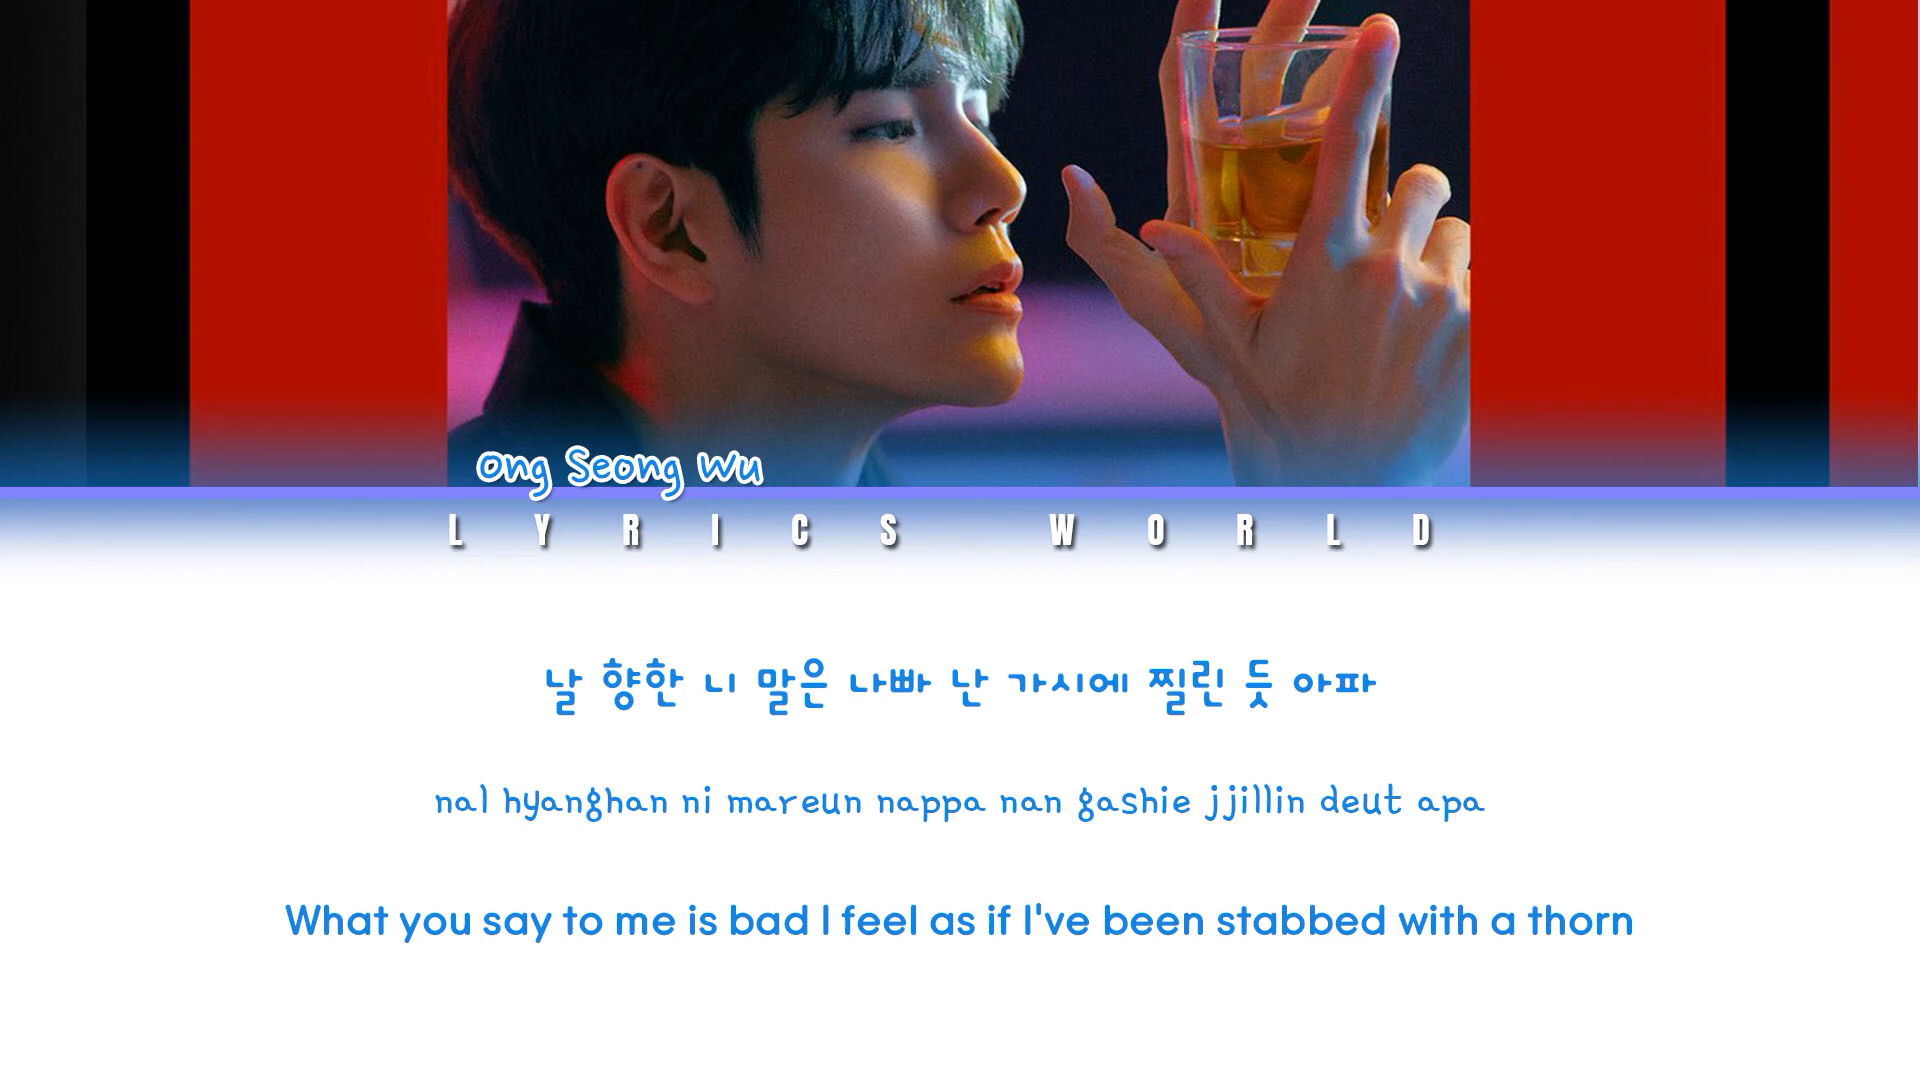 Ong Seong Wu
LYRICS WORLD
날 향한 니 말은 나빠 난 가시에 찔린 듯 아파
nal hyanghan ni mareun nappa nan gashie jjillin deut apa
What you say to me is bad I feel as if I've been stabbed with a thorn